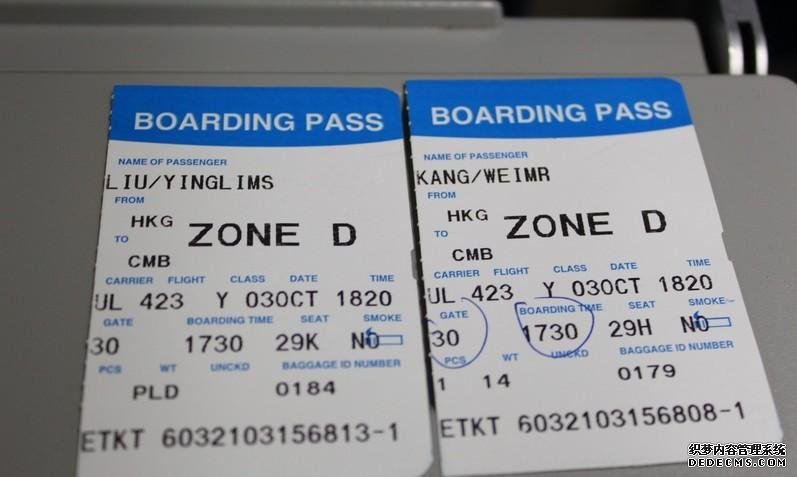 BOARDING PASS
NAME OF PASSENGER
LIU/YINGLIMS
FROM
HKG
ZONE D
TO
CMB
CARRIER FLIGHT CLASS DATE TIME
UL 423 Y 03OCT 1820
GATE BOARDING TIME SEAT SMOKE
30 1730 29K NO
PCS WT UNCKD BAGGAGE ID NUMBER
PLD 0184
ETKT 6032103156813-1
BOARDING PASS
NAME OF PASSENGER
KANG/WEIMR
FROM
HKG
ZONE D
TO
CMB
CARRIER FLIGHT CLASS DATE TIME
UL 423 Y 03OCT 1820
GATE BOARDING TIME SEAT SMOKE
30 1730 29H NO
PCS WT UNCKD BAGGAGE ID NUMBER
1 14 0179
ETKT 6032103156808-1
织梦内容管理系统
DEDECMS.COM